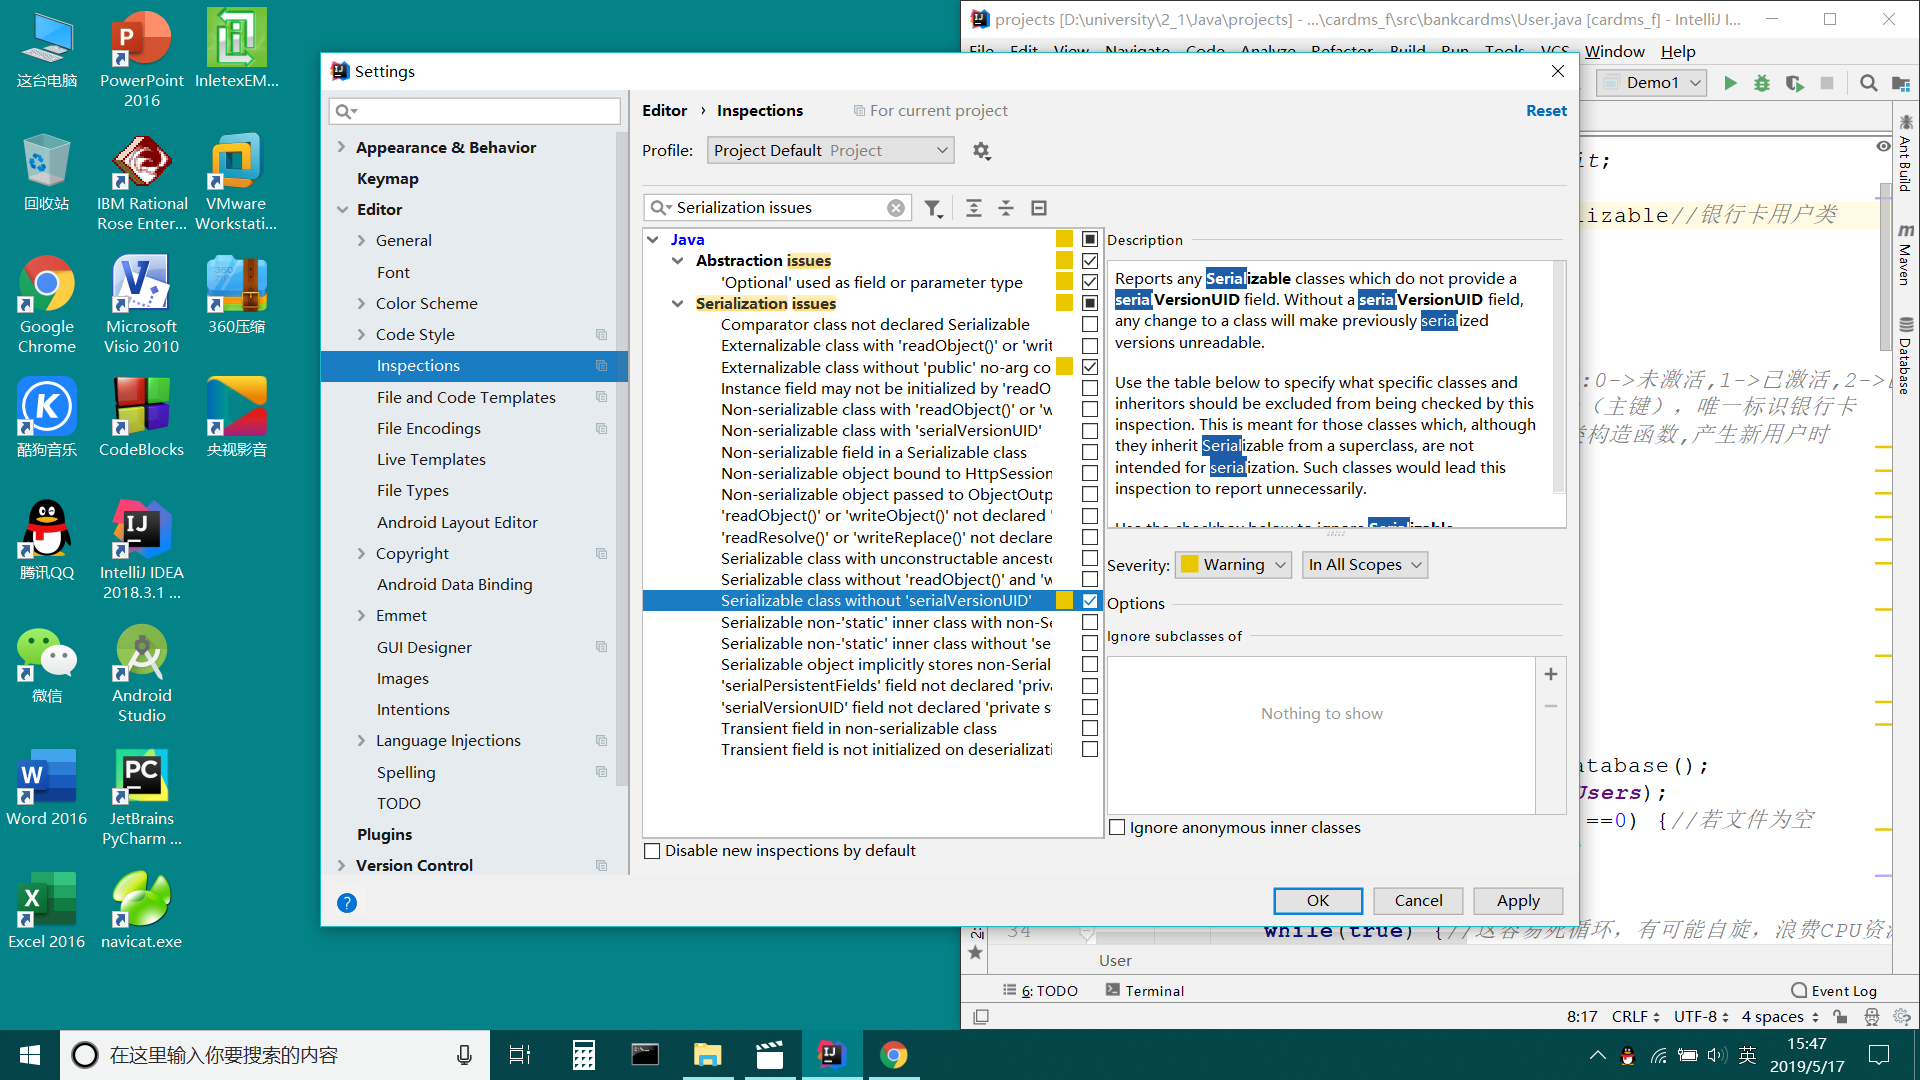 这台电脑
PowerPoint
2016
InletexEM...
回收站
IBM Rational
Rose Enter...
VMware
Workstati...
Google
Chrome
Microsoft
Visio 2010
360压缩
酷狗音乐
CodeBlocks
央视影音
腾讯QQ
IntelliJ IDEA
2018.3.1 ...
微信
Android
Studio
Word 2016
JetBrains
PyCharm ...
Excel 2016
navicat.exe
projects [D:\university\2_1\Java\projects] - ...\cardms_f\src\bankcardms\User.java [cardms_f] - IntelliJ I...
File Edit View Navigate Code Analyze Refactor Build Run Tools VCS Window Help
Demo1
Settings
Appearance & Behavior
Keymap
Editor
General
Font
Color Scheme
Code Style
Inspections
File and Code Templates
File Encodings
Live Templates
File Types
Android Layout Editor
Copyright
Android Data Binding
Emmet
GUI Designer
Images
Intentions
Language Injections
Spelling
TODO
Plugins
Version Control
Editor › Inspections
For current project
Reset
Profile: Project Default Project
Serialization issues
Java
Abstraction issues
'Optional' used as field or parameter type
Serialization issues
Comparator class not declared Serializable
Externalizable class with 'readObject()' or 'writ
Externalizable class without 'public' no-arg co
Instance field may not be initialized by 'readO
Non-serializable class with 'readObject()' or 'w
Non-serializable class with 'serialVersionUID'
Non-serializable field in a Serializable class
Non-serializable object bound to HttpSession
Non-serializable object passed to ObjectOutp
'readObject()' or 'writeObject()' not declared '
'readResolve()' or 'writeReplace()' not declare
Serializable class with unconstructable ancesto
Serializable class without 'readObject()' and 'w
Serializable class without 'serialVersionUID'
Serializable non-'static' inner class with non-Se
Serializable non-'static' inner class without 'se
Serializable object implicitly stores non-Serial
'serialPersistentFields' field not declared 'priva
'serialVersionUID' field not declared 'private s
Transient field in non-serializable class
Transient field is not initialized on deserializati
Disable new inspections by default
Description
Reports any Serializable classes which do not provide a
serialVersionUID field. Without a serialVersionUID field,
any change to a class will make previously serialized
versions unreadable.
Use the table below to specify what specific classes and
inheritors should be excluded from being checked by this
inspection. This is meant for those classes which, although
they inherit Serializable from a superclass, are not
intended for serialization. Such classes would lead this
inspection to report unnecessarily.
Use the checkbox below to ignore Serializable
Severity: Warning In All Scopes
Options
Ignore subclasses of
Nothing to show
Ignore anonymous inner classes
OK Cancel Apply
it;
izable//银行卡用户类
:0->未激活,1->已激活,2->
（主键），唯一标识银行卡
构造函数,产生新用户时
atabase();
Users);
==0) {//若文件为空
34 while(true) {//这容易死循环，有可能自旋，浪费CPU资
Ant Build
Maven
Database
User
6: TODO Terminal Event Log
8:17 CRLF UTF-8 4 spaces
在这里输入你要搜索的内容
英
15:47
2019/5/17